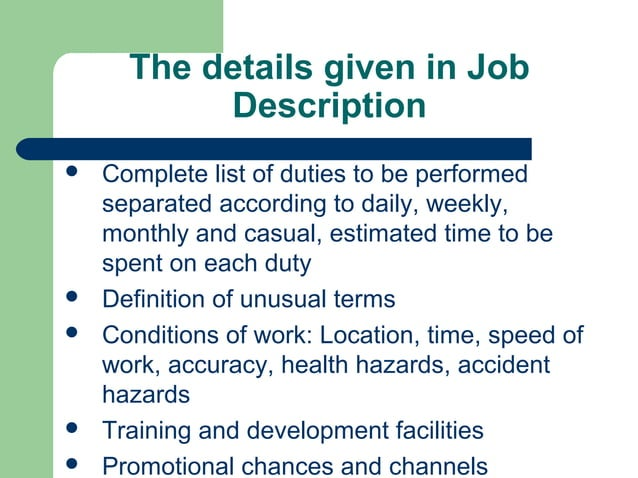 The details given in Job
Description
• Complete list of duties to be performed
separated according to daily, weekly,
monthly and casual, estimated time to be
spent on each duty
• Definition of unusual terms
• Conditions of work: Location, time, speed of
work, accuracy, health hazards, accident
hazards
• Training and development facilities
• Promotional chances and channels